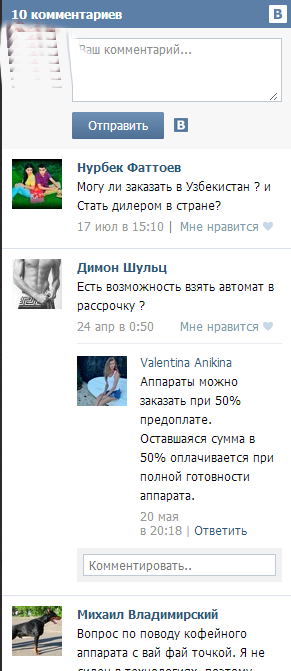 10 комментариев
Ваш комментарий...
Отправить
Нурбек Фаттоев
Могу ли заказать в Узбекистан ? и
Стать дилером в стране?
17 июл в 15:10 | Мне нравится
Димон Шульц
Есть возможность взять автомат в
рассрочку ?
24 апр в 0:50 Мне нравится
Valentina Anikina
Аппараты можно
заказать при 50%
предоплате.
Оставшаяся сумма в
50% оплачивается при
полной готовности
аппарата.
20 мая
в 20:18 | Ответить
Комментировать..
Михаил Владимирский
Вопрос по поводу кофейного
аппарата с вай фай точкой. Я не
силен в технологиях, поэтому